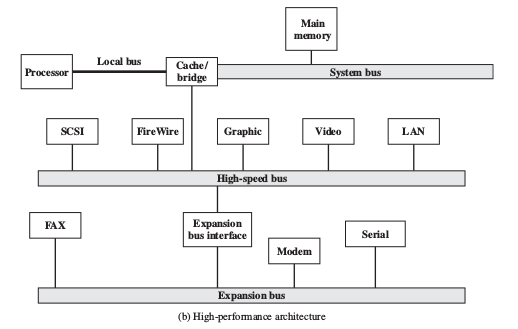 Main
memory
Local bus
Processor
Cache/
bridge
System bus
SCSI
FireWire
Graphic
Video
LAN
High-speed bus
FAX
Expansion
bus interface
Serial
Modem
Expansion bus
(b) High-performance architecture